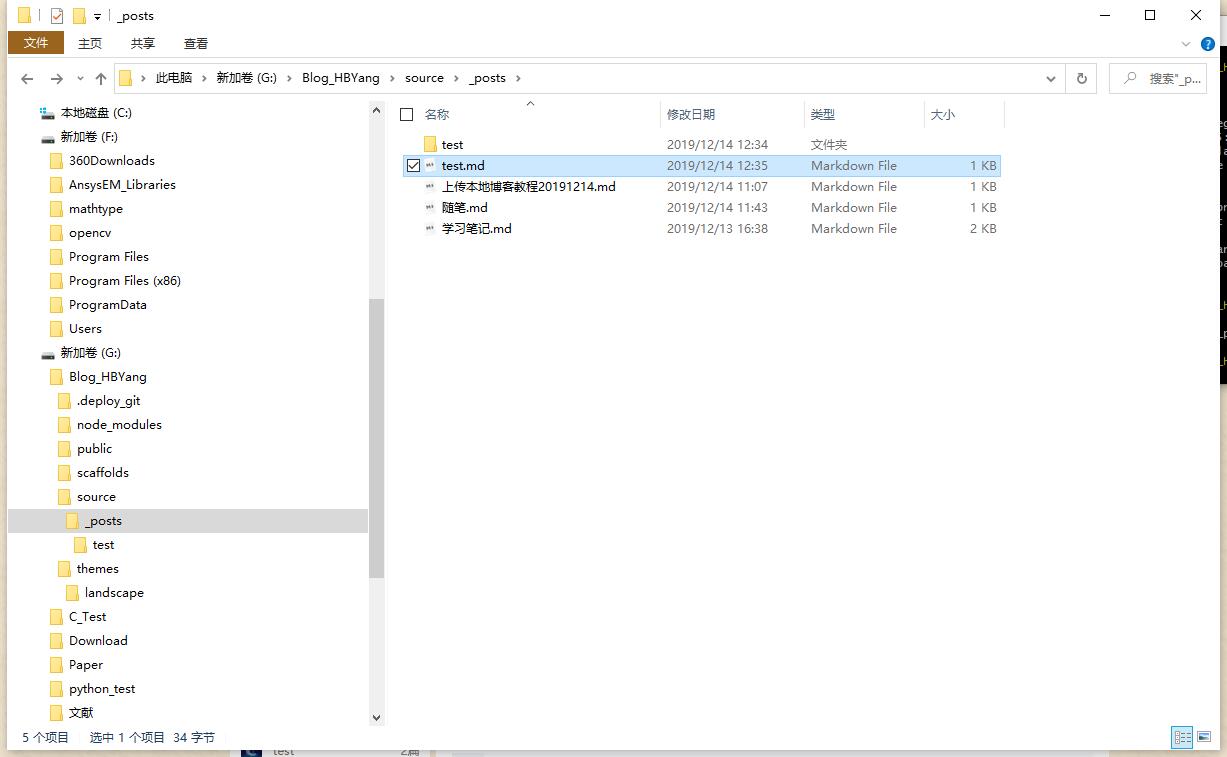 _posts
文件 主页 共享 查看
此电脑 新加卷 (G:) Blog_HBYang source _posts 搜索"_p...
本地磁盘 (C:)
新加卷 (F:)
360Downloads
AnsysEM_Libraries
mathtype
opencv
Program Files
Program Files (x86)
ProgramData
Users
新加卷 (G:)
Blog_HBYang
.deploy_git
node_modules
public
scaffolds
source
_posts
test
themes
landscape
C_Test
Download
Paper
python_test
文献
名称 修改日期 类型 大小
test 2019/12/14 12:34 文件夹
test.md 2019/12/14 12:35 Markdown File 1 KB
上传本地博客教程20191214.md 2019/12/14 11:07 Markdown File 1 KB
随笔.md 2019/12/14 11:43 Markdown File 1 KB
学习笔记.md 2019/12/13 16:38 Markdown File 2 KB
5 个项目 选中 1 个项目 34 字节
test 2篇